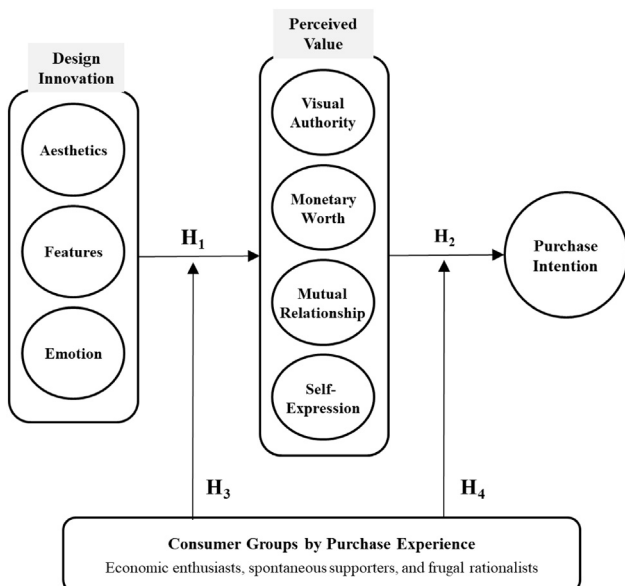 Design
Innovation
Aesthetics
Features
Emotion
H₁
Perceived
Value
Visual
Authority
Monetary
Worth
Mutual
Relationship
Self-
Expression
H₂
Purchase
Intention
H₃
H₄
Consumer Groups by Purchase Experience
Economic enthusiasts, spontaneous supporters, and frugal rationalists